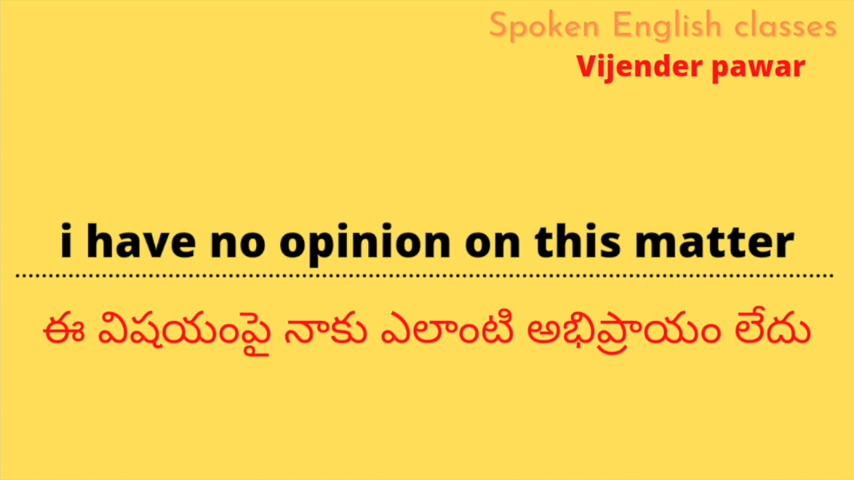 Spoken English classes
Vijender pawar
i have no opinion on this matter
ఈ విషయంపై నాకు ఎలాంటి అభిప్రాయం లేదు